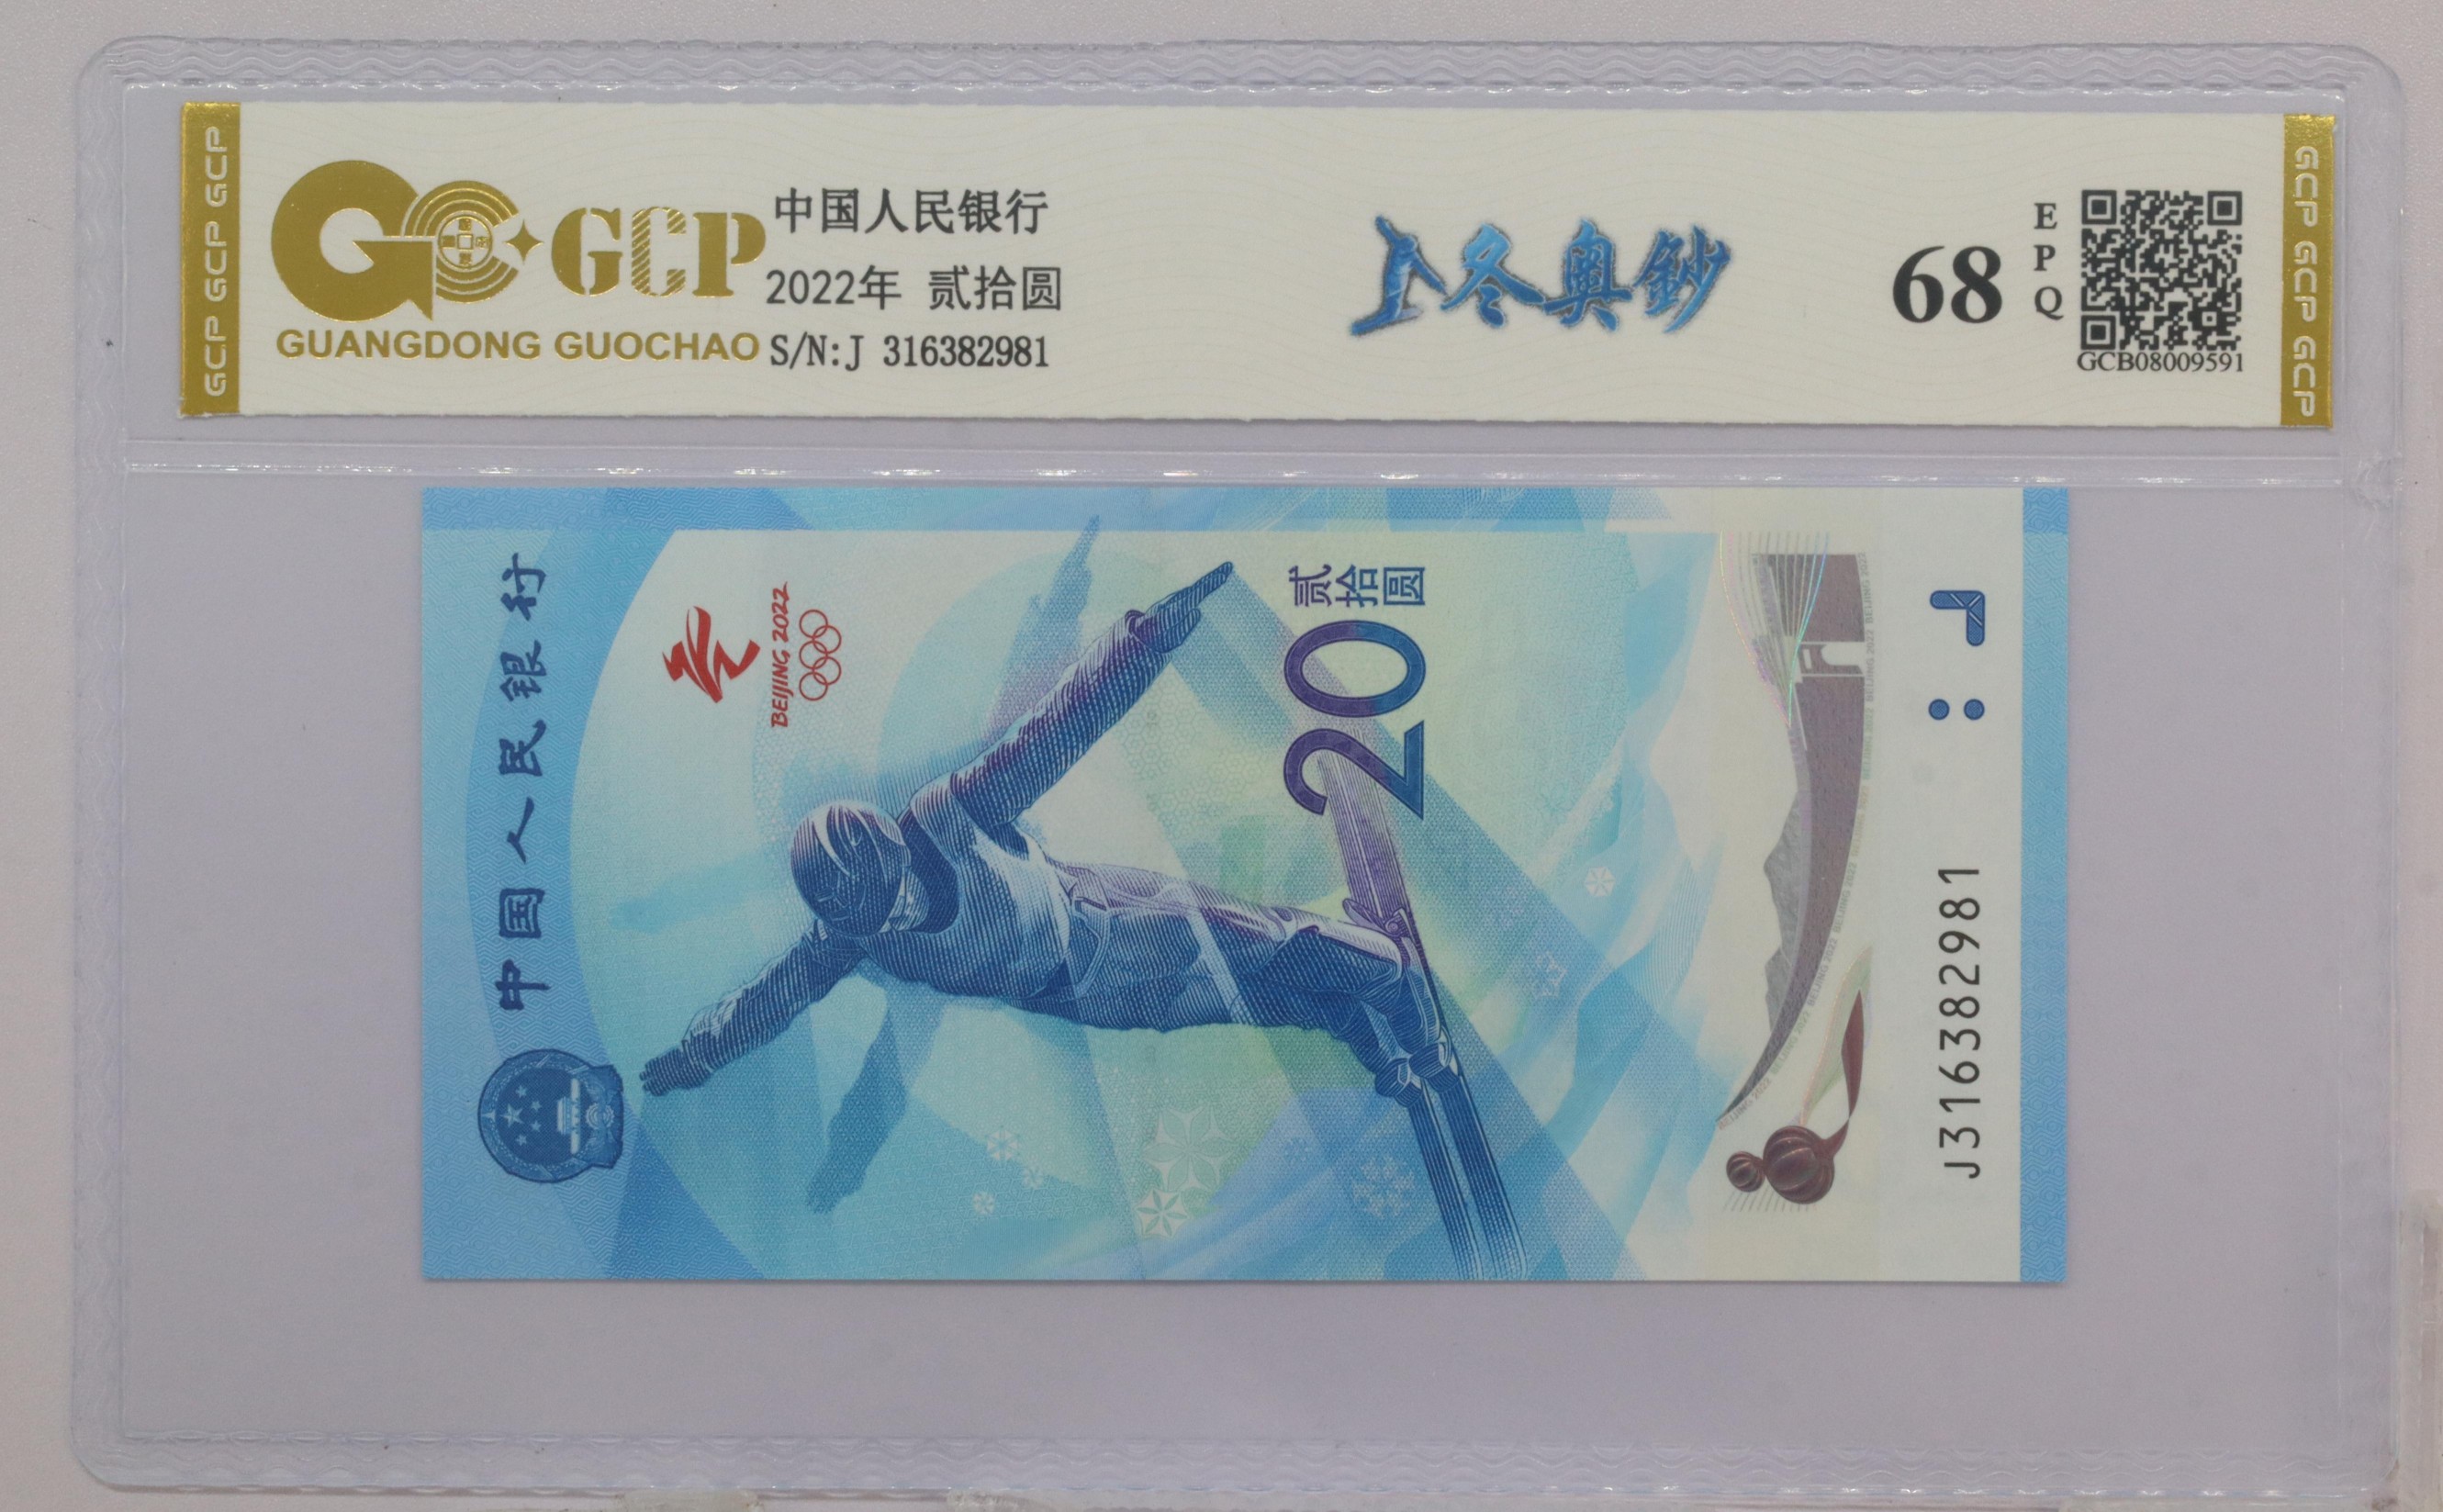 GCP GCP GCP
GCP
GUANGDONG GUOCHAO
中国人民银行
2022年 贰拾圆
S/N:J 316382981
冬奥鈔
68
EPQ
GCB08009591
GCP GCP GCP
中国人民银行
BEIJING 2022
贰拾圆
20
J316382981